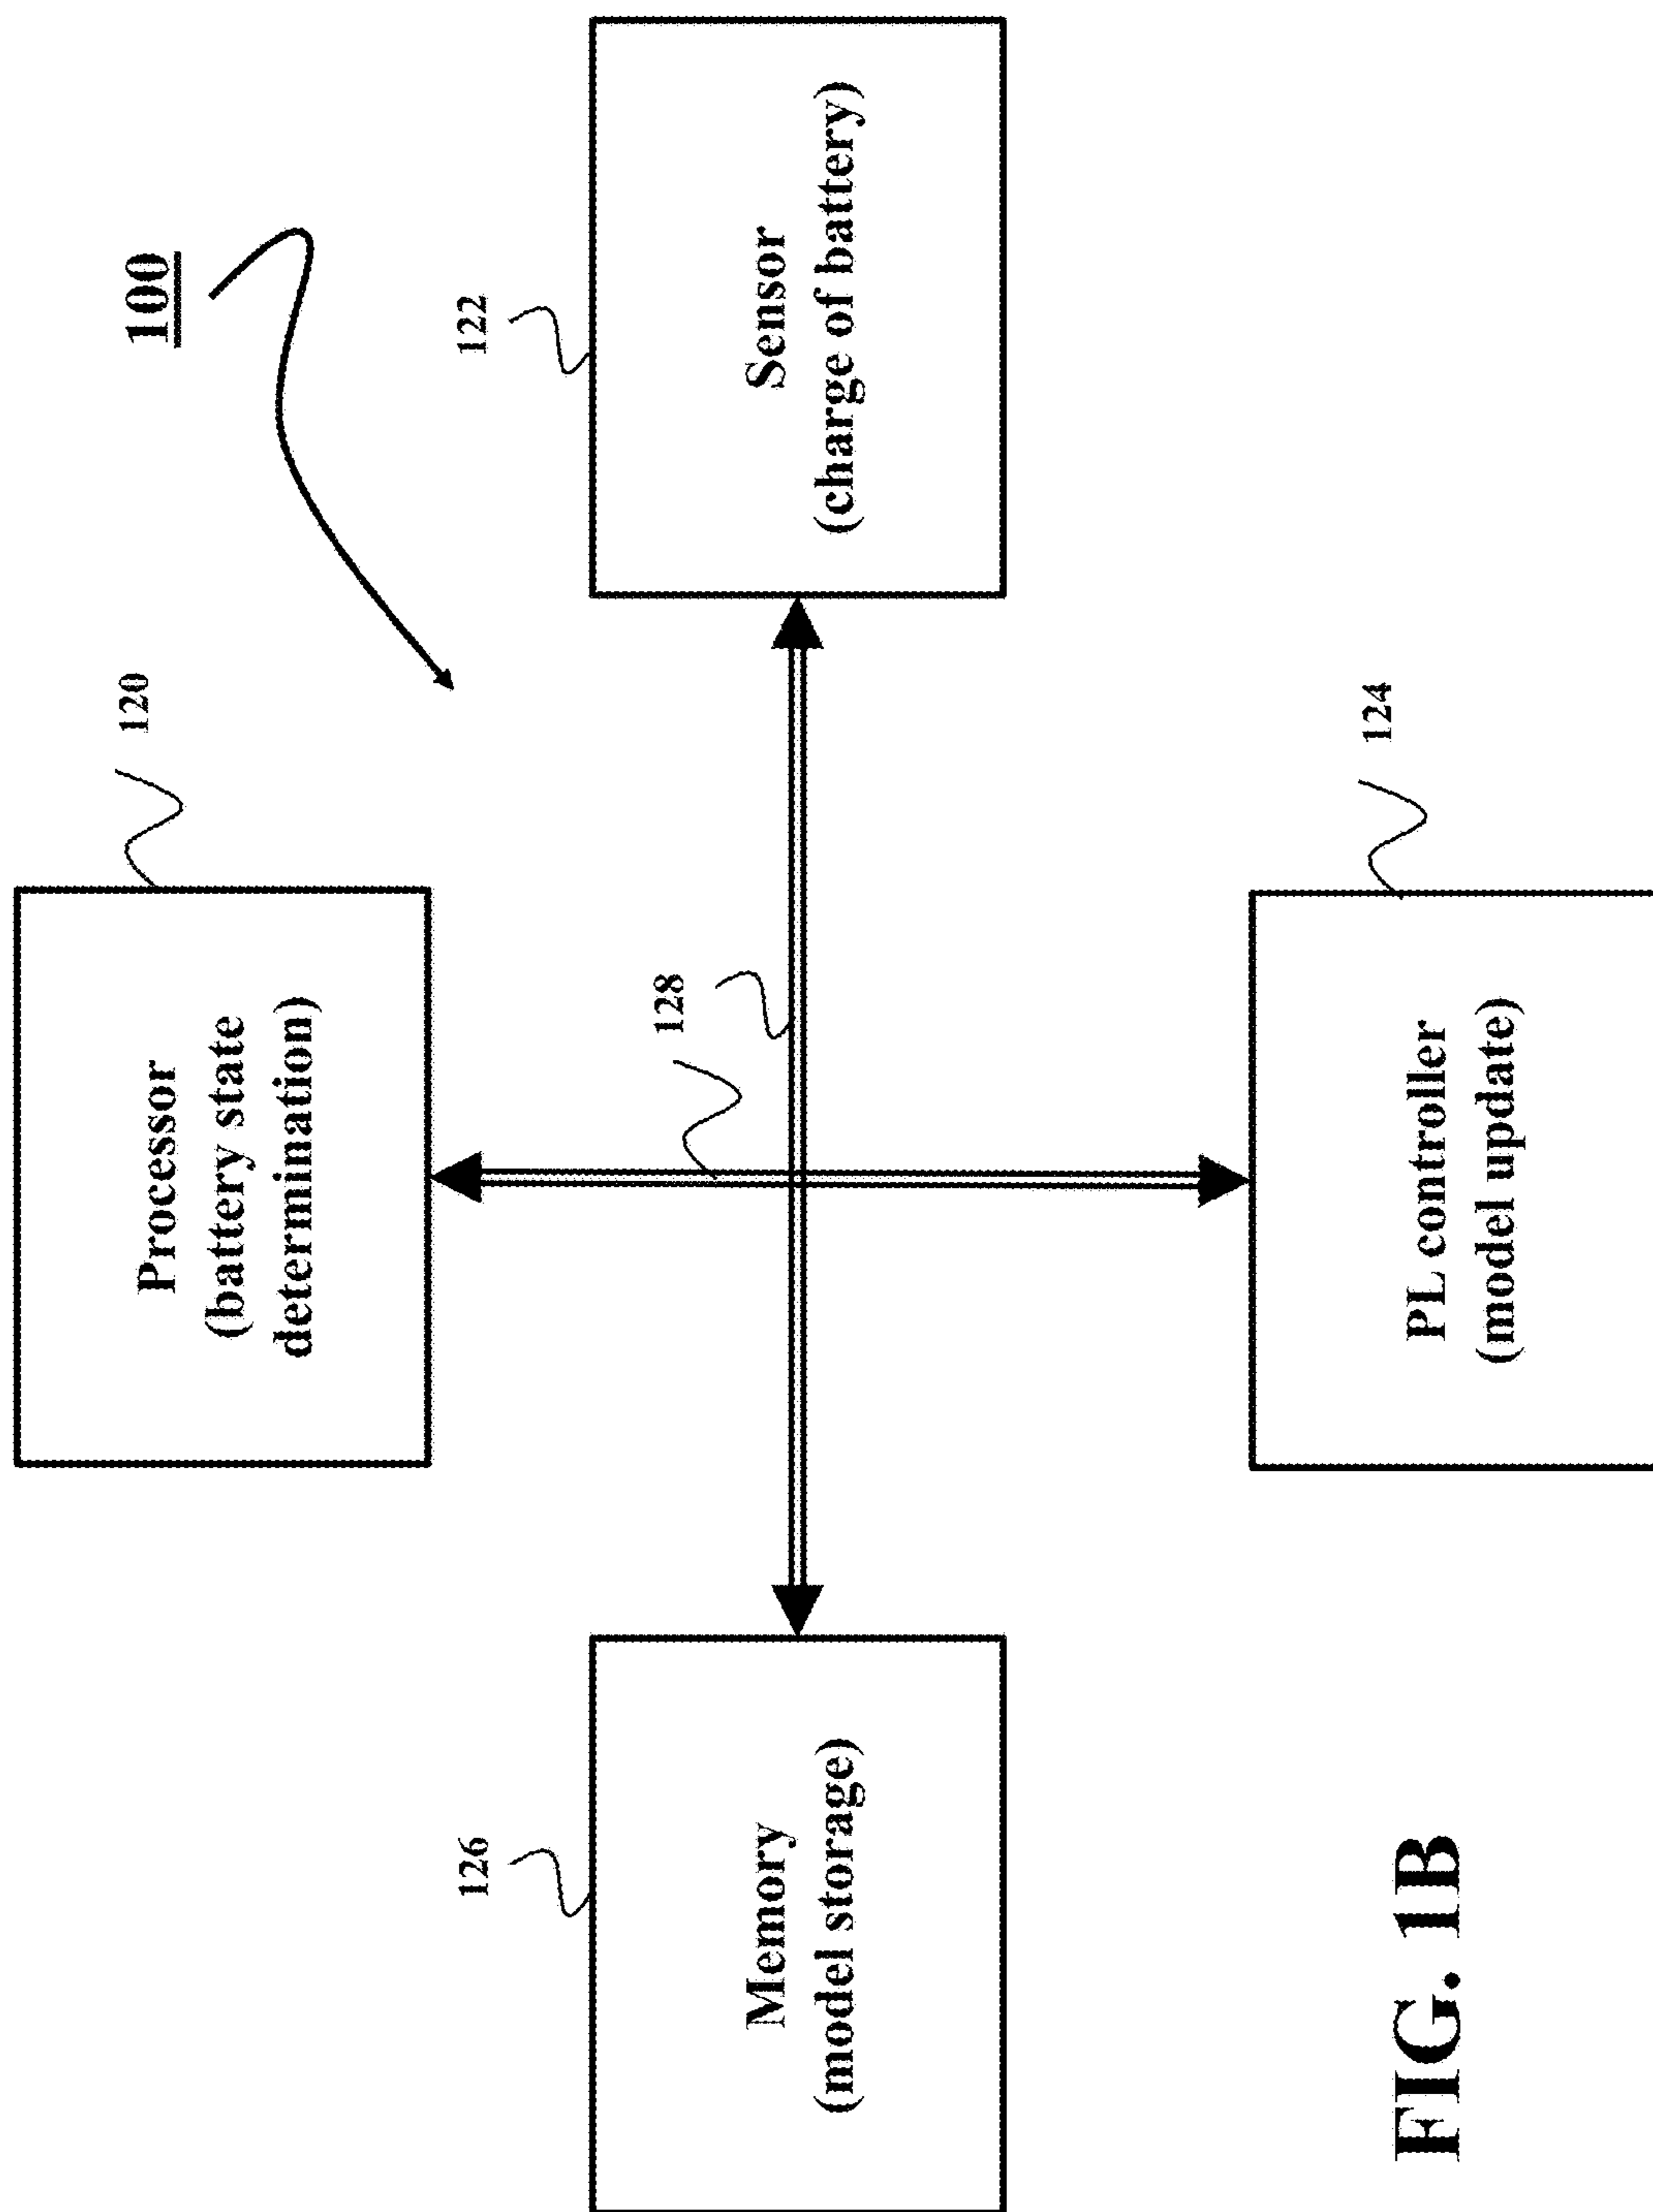 100
120
Processor
(battery state
determination)
126
Memory
(model storage)
128
122
Sensor
(charge of battery)
124
PL controller
(model update)
FIG. 1B